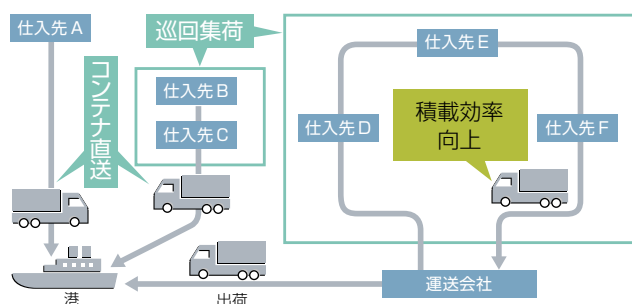 仕入先A
巡回集荷
コンテナ直送
仕入先B
仕入先C
仕入先E
仕入先D
積載効率
向上
仕入先F
港
出荷
運送会社